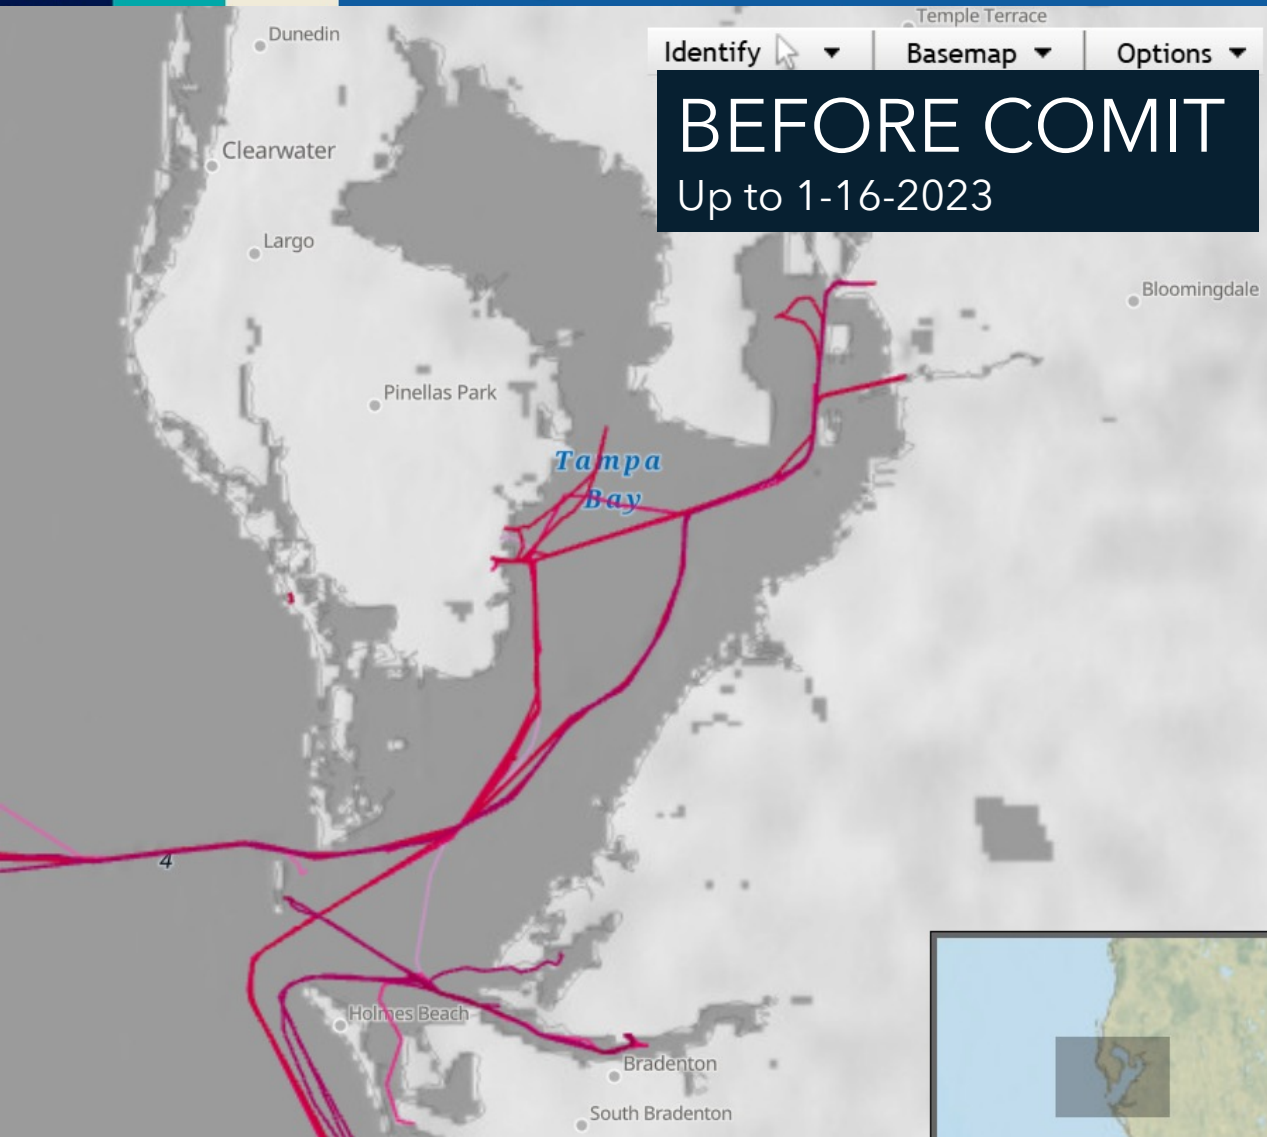 Temple Terrace
Dunedin
Identify
Basemap
Options
BEFORE COMIT
Up to 1-16-2023
Clearwater
Largo
Bloomingdale
Pinellas Park
Tampa
Bay
4
Holmes Beach
Bradenton
South Bradenton